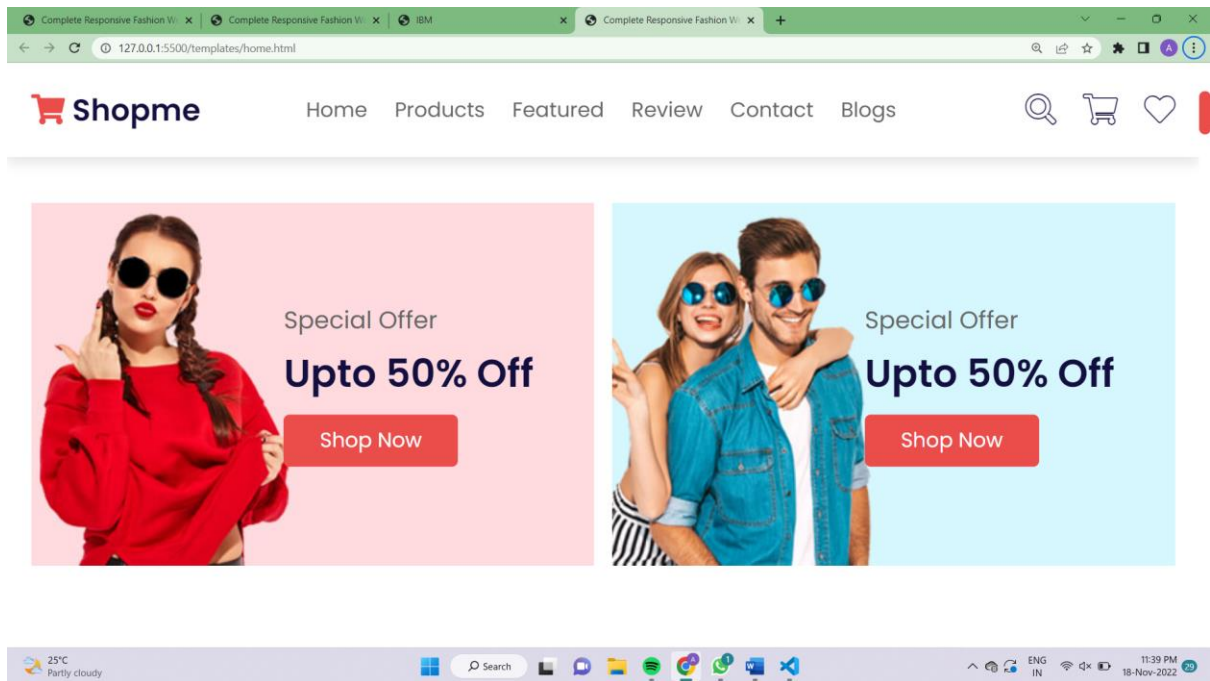 Complete Responsive Fashion W
Complete Responsive Fashion W
IBM
Complete Responsive Fashion W
127.0.0.1:5500/templates/home.html
A
Shopme
Home
Products
Featured
Review
Contact
Blogs
Special Offer
Upto 50% Off
Shop Now
Special Offer
Upto 50% Off
Shop Now
25°C
Partly cloudy
Search
ENG
IN
11:39 PM
18-Nov-2022
29